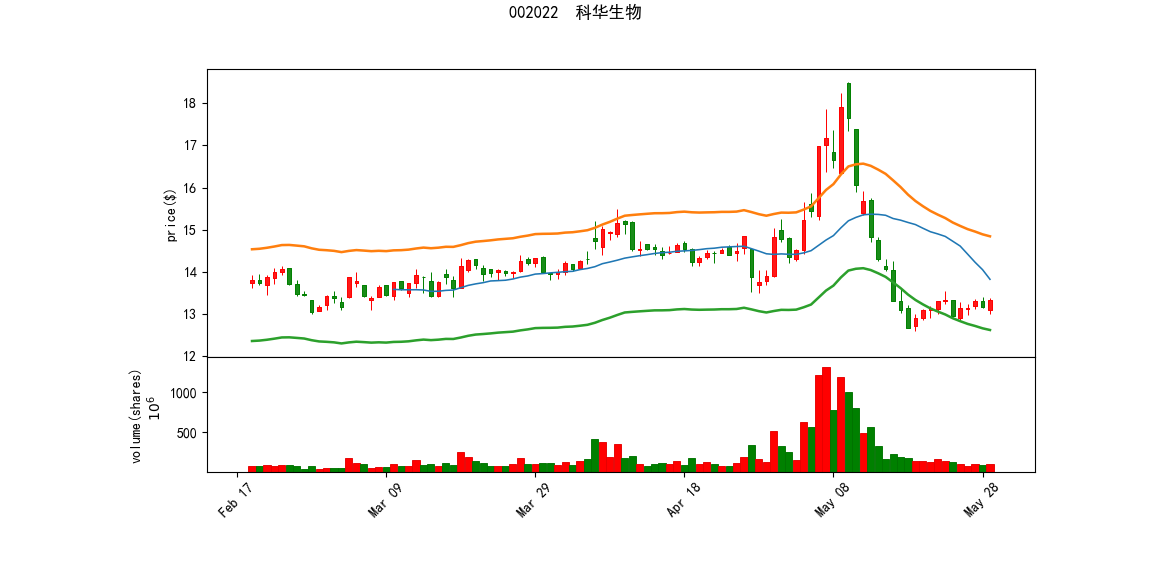 002022  科华生物
price($)
18
17
16
15
14
13
12
volume(shares)
10^6
1000
500
Feb 17
Mar 09
Mar 29
Apr 18
May 08
May 28